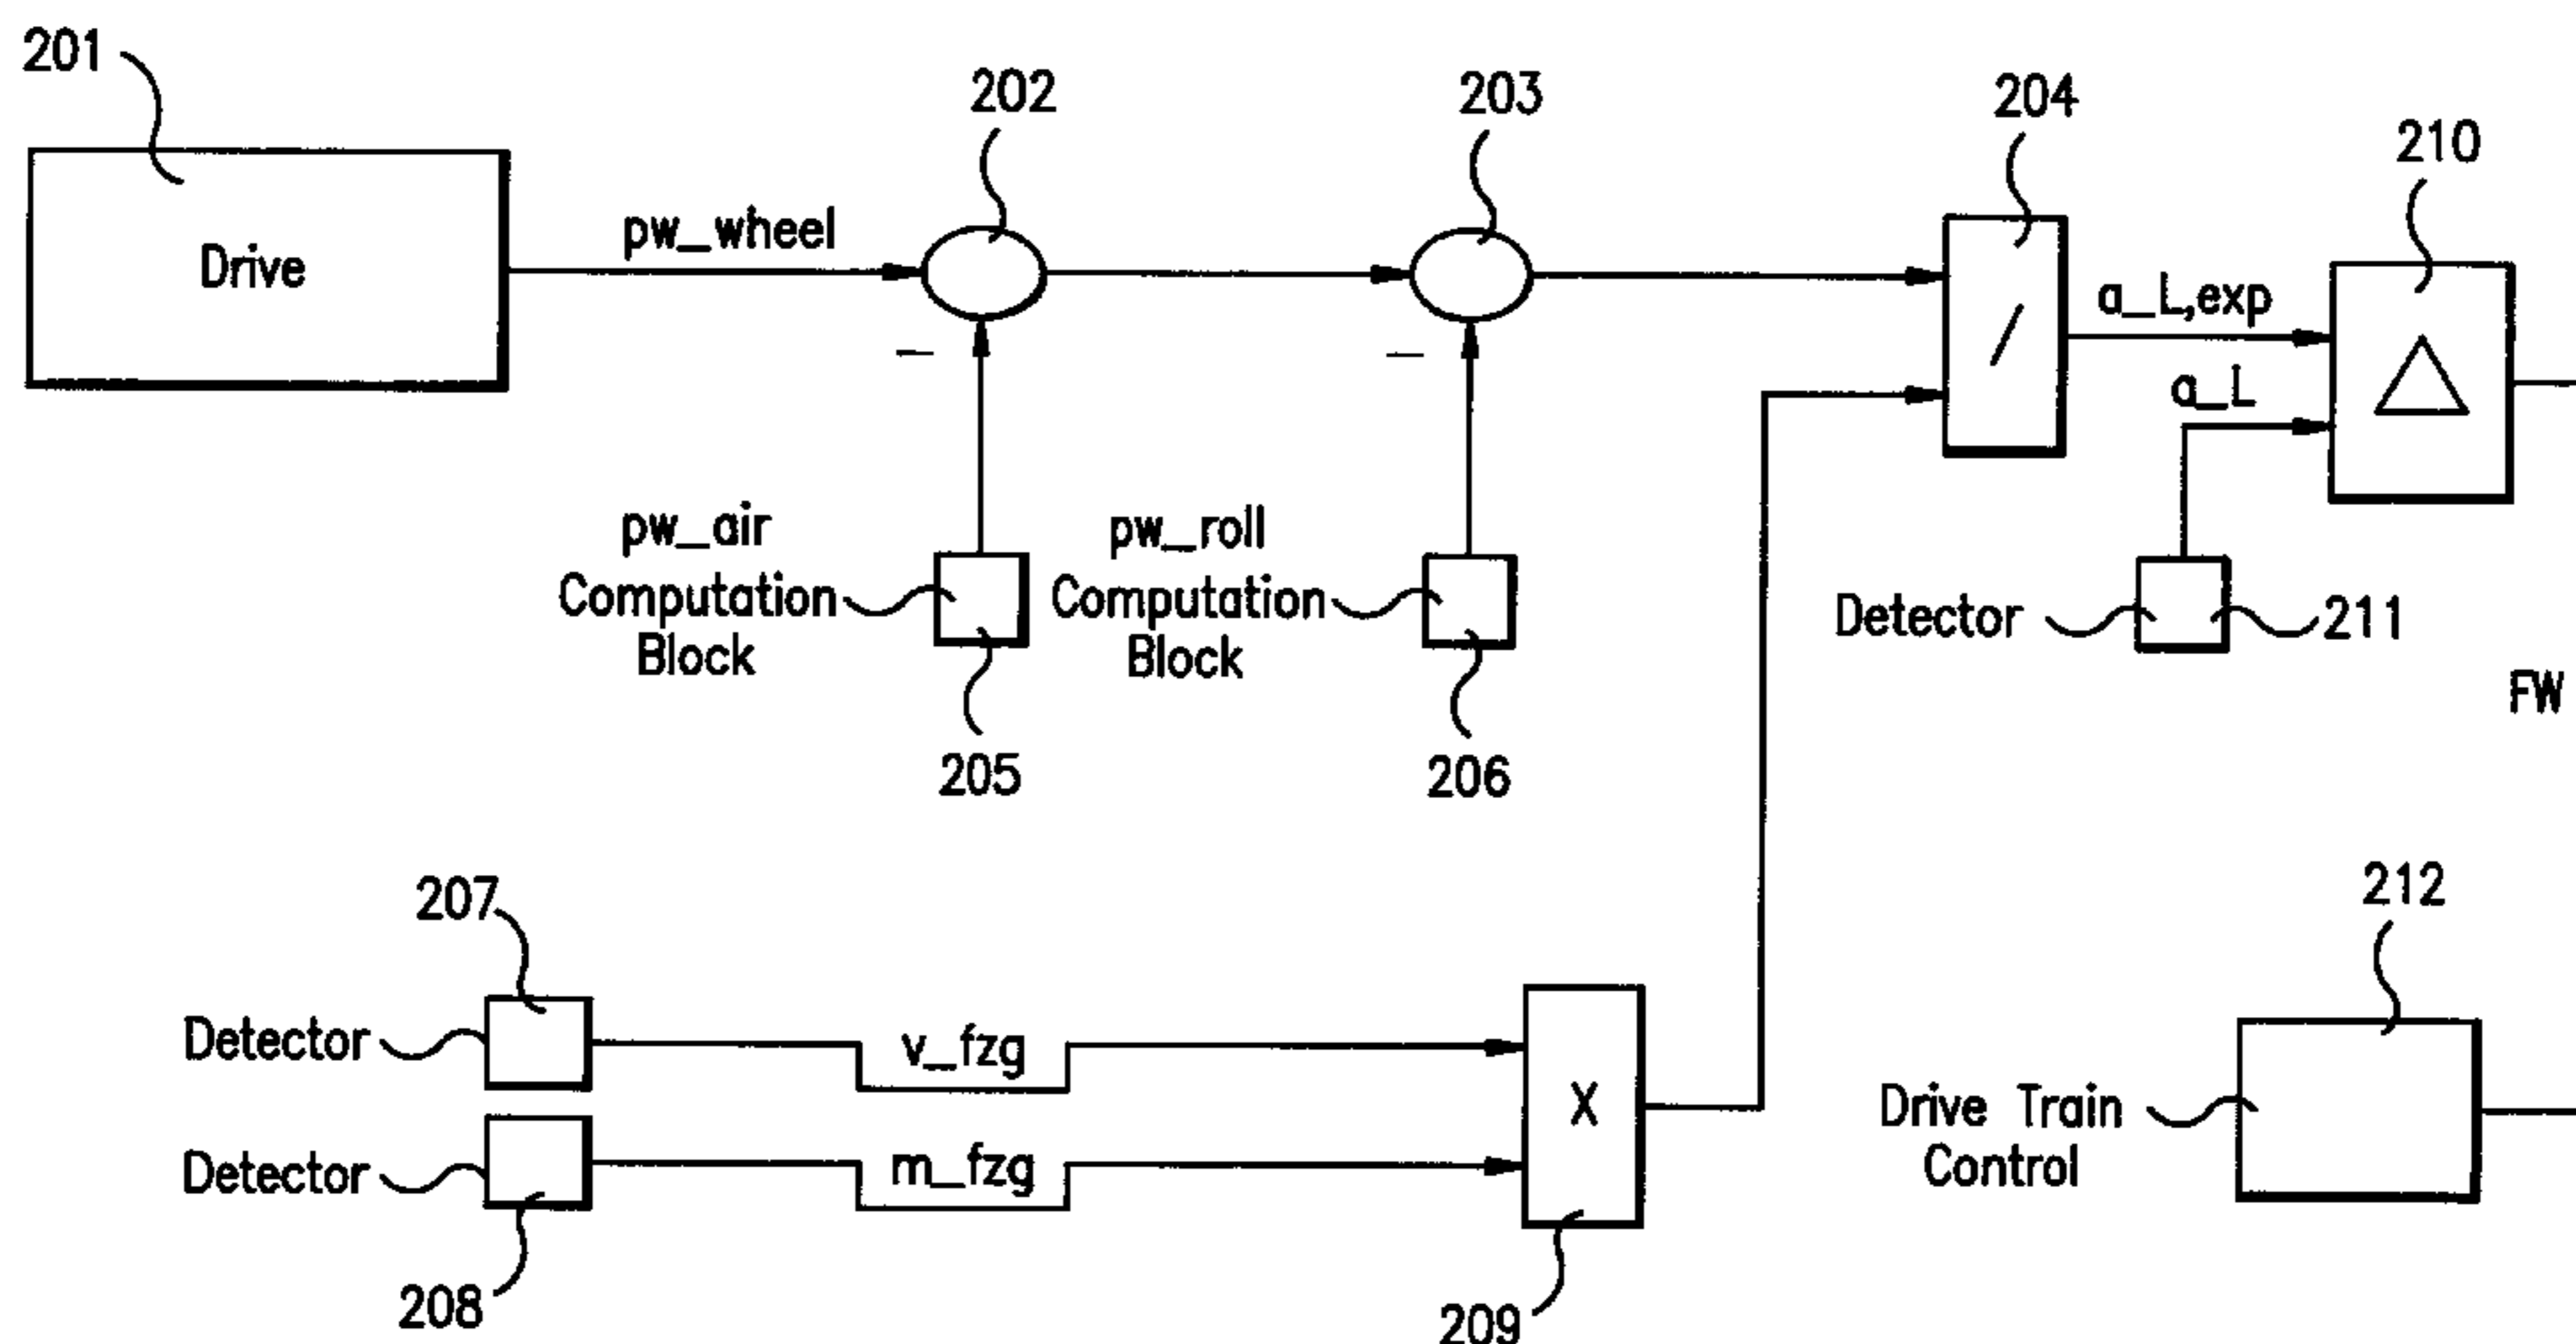 201
202
203
204
210
Drive
pw_wheel
a_L,exp
a_L
/
△
–
–
pw_air
Computation
Block
pw_roll
Computation
Block
205
206
Detector
211
FW
207
212
Detector
v_fzg
Detector
m_fzg
X
Drive Train
Control
208
209